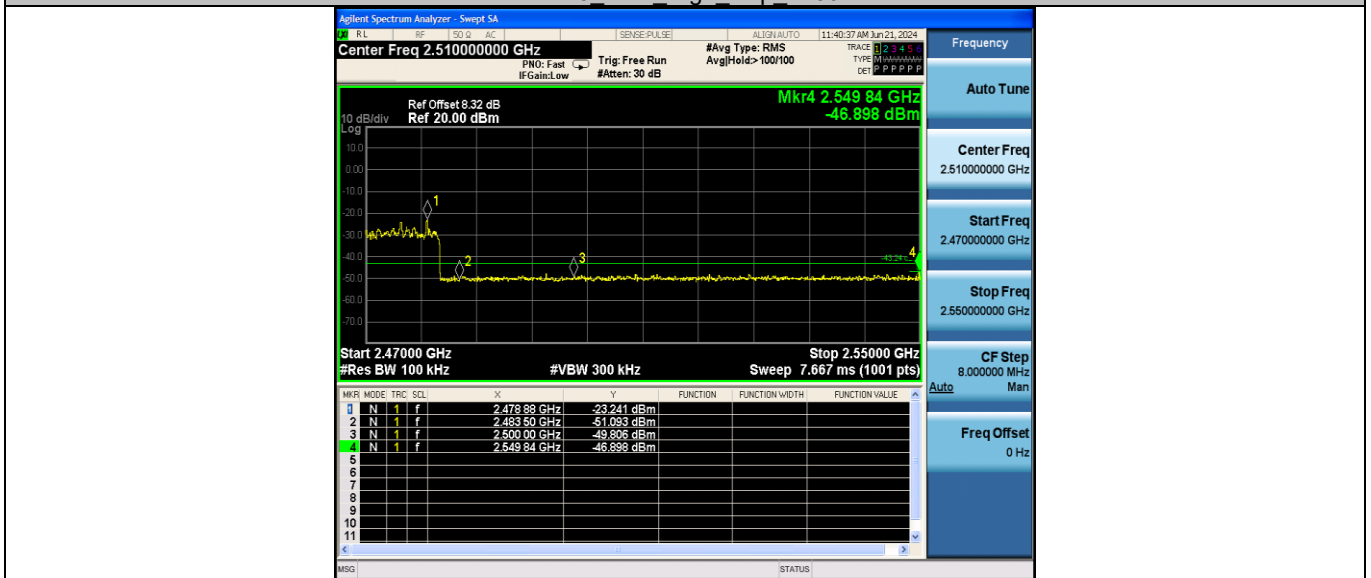 Agilent Spectrum Analyzer - Swept SA
RL RF 50 Ω AC SENSE:PULSE ALIGNAUTO 11:40:37 AM Jun 21, 2024
Center Freq 2.510000000 GHz
PNO: Fast
IFGain:Low
Trig: Free Run
#Atten: 30 dB
#Avg Type: RMS
Avg|Hold:> 100/100
TRACE 1 2 3 4 5 6
TYPE M
DET P P P P P P
Frequency
Auto Tune
Center Freq
2.510000000 GHz
Start Freq
2.470000000 GHz
Stop Freq
2.550000000 GHz
CF Step
8.000000 MHz
Auto Man
Freq Offset
0 Hz
Mkr4 2.549 84 GHz
-46.898 dBm
Ref Offset 8.32 dB
10 dB/div Ref 20.00 dBm
Log
10.0
0.00
-10.0
-20.0
-30.0
-40.0
-50.0
-60.0
-70.0
1
2
3
4
Start 2.47000 GHz Stop 2.55000 GHz
#Res BW 100 kHz #VBW 300 kHz Sweep 7.667 ms (1001 pts)
MKR MODE TRC SCL X Y FUNCTION FUNCTION WIDTH FUNCTION VALUE
1 N 1 f 2.478 88 GHz -23.241 dBm
2 N 1 f 2.483 50 GHz -51.093 dBm
3 N 1 f 2.500 00 GHz -49.806 dBm
4 N 1 f 2.549 84 GHz -46.898 dBm
5
6
7
8
9
10
11
MSG STATUS